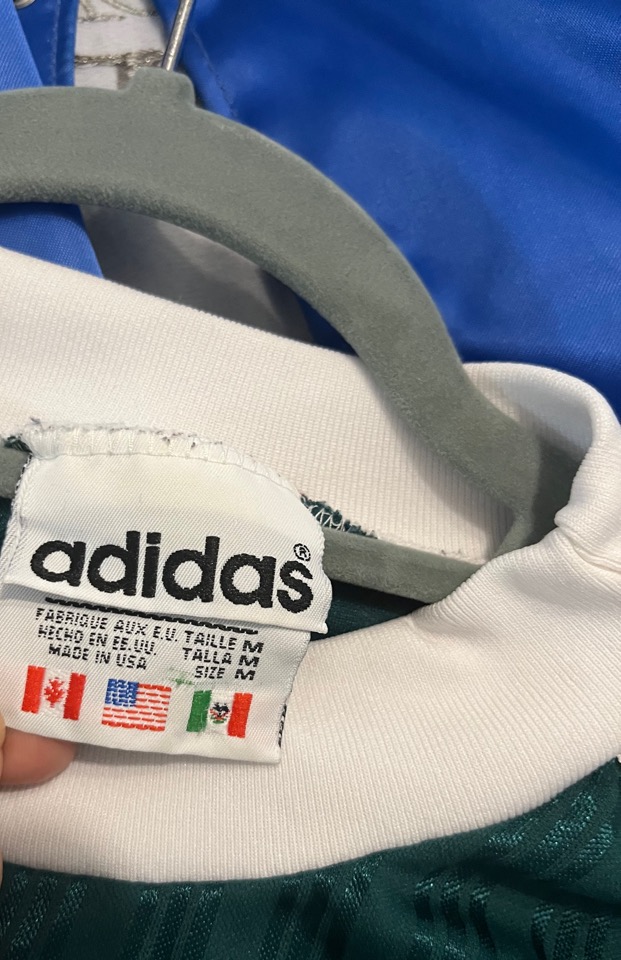 adidas®
FABRIQUE AUX E.U. TAILLE M
HECHO EN EE.UU. TALLA M
MADE IN USA SIZE M